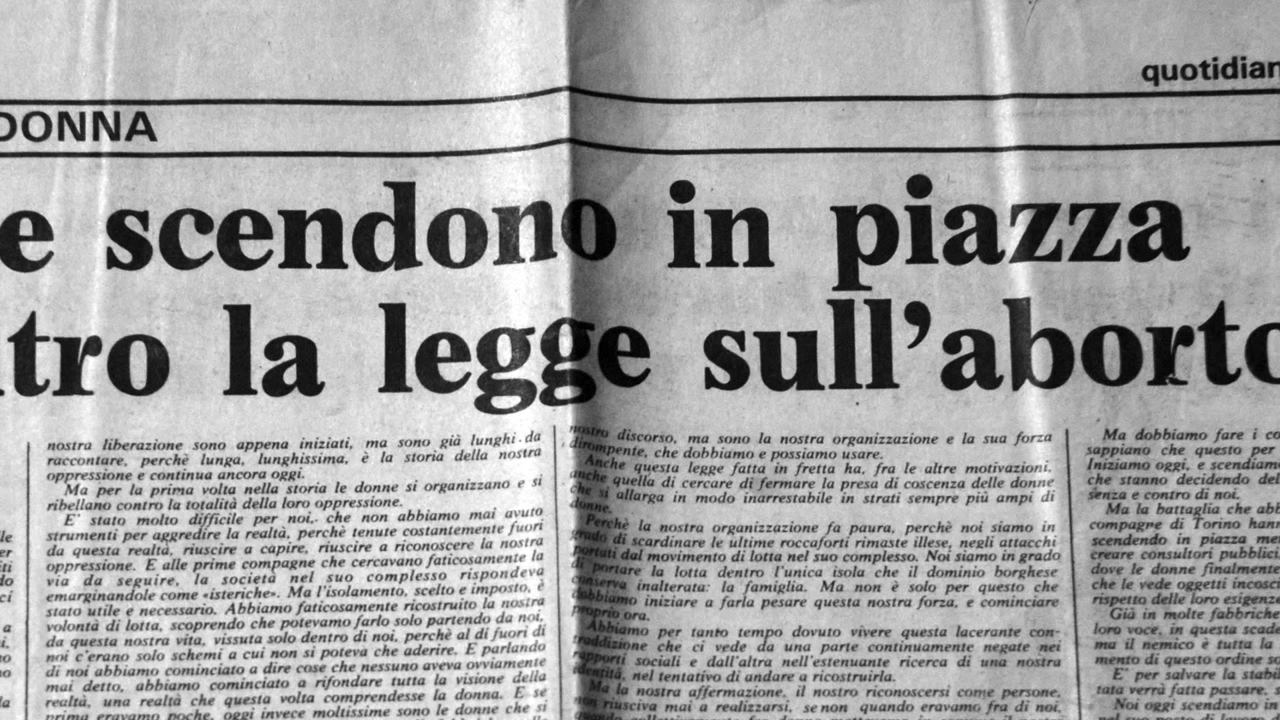 quotidian
DONNA
e scendono in piazza
tro la legge sull'aborto
nostra liberazione sono appena iniziati, ma sono già lunghi da
raccontare, perchè lunga, lunghissima, è la storia della nostra
oppressione e continua ancora oggi.
Ma per la prima volta nella storia le donne si organizzano e si
ribellano contro la totalità della loro oppressione.
E' stato molto difficile per noi, che non abbiamo mai avuto
strumenti per aggredire la realtà, perchè tenute costantemente fuori
da questa realtà, riuscire a capire, riuscire a riconoscere la nostra
oppressione. E alle prime compagne che cercavano faticosamente la
via da seguire, la società nel suo complesso rispondeva
emarginandole come «isteriche». Ma l'isolamento, scelto e imposto, è
stato utile e necessario. Abbiamo faticosamente ricostruito la nostra
volontà di lotta, scoprendo che potevamo farlo solo partendo da noi,
da questa nostra vita, vissuta solo dentro di noi, perchè al di fuori di
noi c'erano solo schemi a cui non si poteva che aderire. E parlando
di noi abbiamo cominciato a dire cose che nessuno aveva ovviamente
mai detto, abbiamo cominciato a rifondare tutta la visione della
realtà, una realtà che questa volta comprendesse la donna. E se
prima eravamo poche, oggi invece moltissime sono le donne che si
nostro discorso, ma sono la nostra organizzazione e la sua forza
dirompente, che dobbiamo e possiamo usare.
Anche questa legge fatta in fretta ha, fra le altre motivazioni,
anche quella di cercare di fermare la presa di coscenza delle donne
che si allarga in modo inarrestabile in strati sempre più ampi di
donne.
Perchè la nostra organizzazione fa paura, perchè noi siamo in
grado di scardinare le ultime roccaforti rimaste illese, negli attacchi
portati dal movimento di lotta nel suo complesso. Noi siamo in grado
di portare la lotta dentro l'unica isola che il dominio borghese
conserva inalterata: la famiglia. Ma non è solo per questo che
dobbiamo iniziare a farla pesare questa nostra forza, e cominciare
proprio ora.
Abbiamo per tanto tempo dovuto vivere questa lacerante con-
traddizione che ci vede da una parte continuamente negate nei
rapporti sociali e dall'altra nell'estenuante ricerca di una nostra
identità, nel tentativo di andare a ricostruirla.
Ma la nostra affermazione, il nostro riconoscersi come persone,
non riusciva mai a realizzarsi, se non quando eravamo fra di noi,
Ma dobbiamo fare i co
sappiano che questo per
Iniziamo oggi, e scendiamo
che stanno decidendo del
senza e contro di noi.
Ma la battaglia che abb
compagne di Torino han
scendendo in piazza me
creare consultori pubblici
dove le donne finalmente
che le vede oggetti incosci
rispetto delle loro esigenze
Già in molte fabbriche
loro voce, in questa scade
ma il nemico è tutta la
mento di questo ordine so
E' per salvare la stabil
tata verrà fatta passare, s
Noi oggi scendiamo in